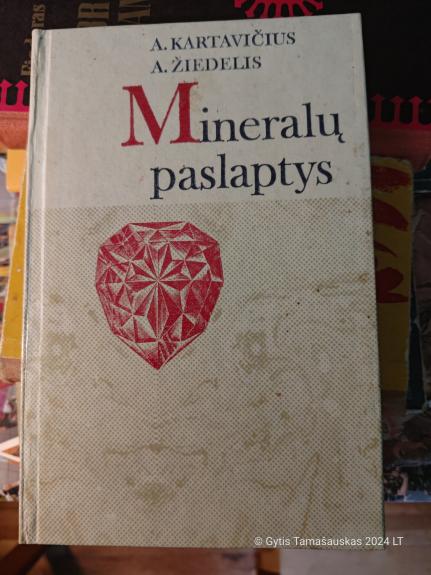 A. KARTAVIČIUS
A. ŽIEDELIS
Mineralų
paslaptys
© Gytis Tamašauskas 2024 LT